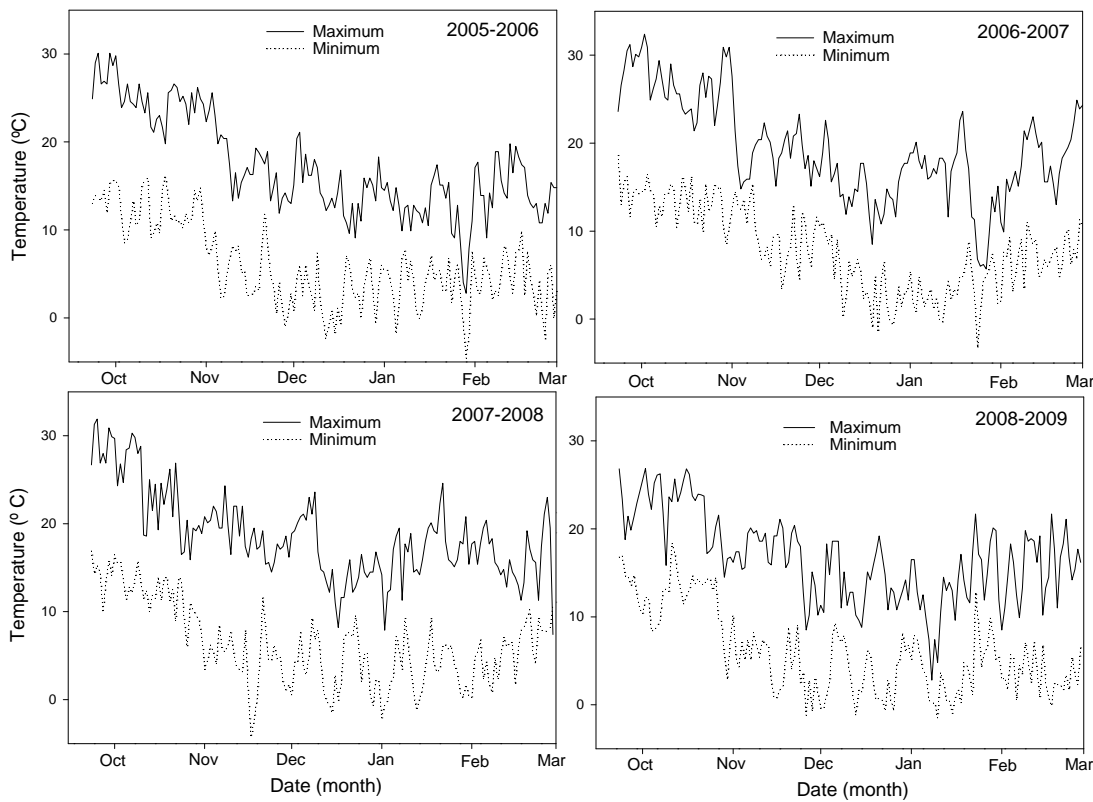 2005-2006
Maximum
Minimum
30
20
10
0
Temperature (ºC)
Oct Nov Dec Jan Feb Mar
2006-2007
Maximum
Minimum
30
20
10
0
Oct Nov Dec Jan Feb Mar
2007-2008
Maximum
Minimum
30
20
10
0
Temperature (º C)
Oct Nov Dec Jan Feb Mar
Date (month)
2008-2009
Maximum
Minimum
30
20
10
0
Oct Nov Dec Jan Feb Mar
Date (month)